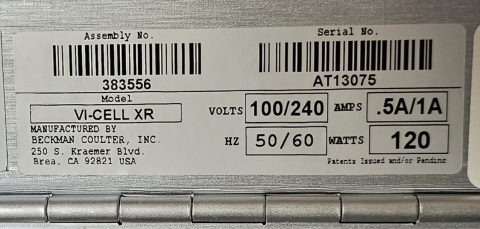 Assembly No.
Serial No.
383556
AT13075
Model
VI-CELL XR
VOLTS 100/240 AMPS .5A/1A
MANUFACTURED BY
BECKMAN COULTER, INC.
250 S. Kraemer Blvd.
Brea, CA 92821 USA
HZ 50/60 WATTS 120
Patents Issued and/or Pending